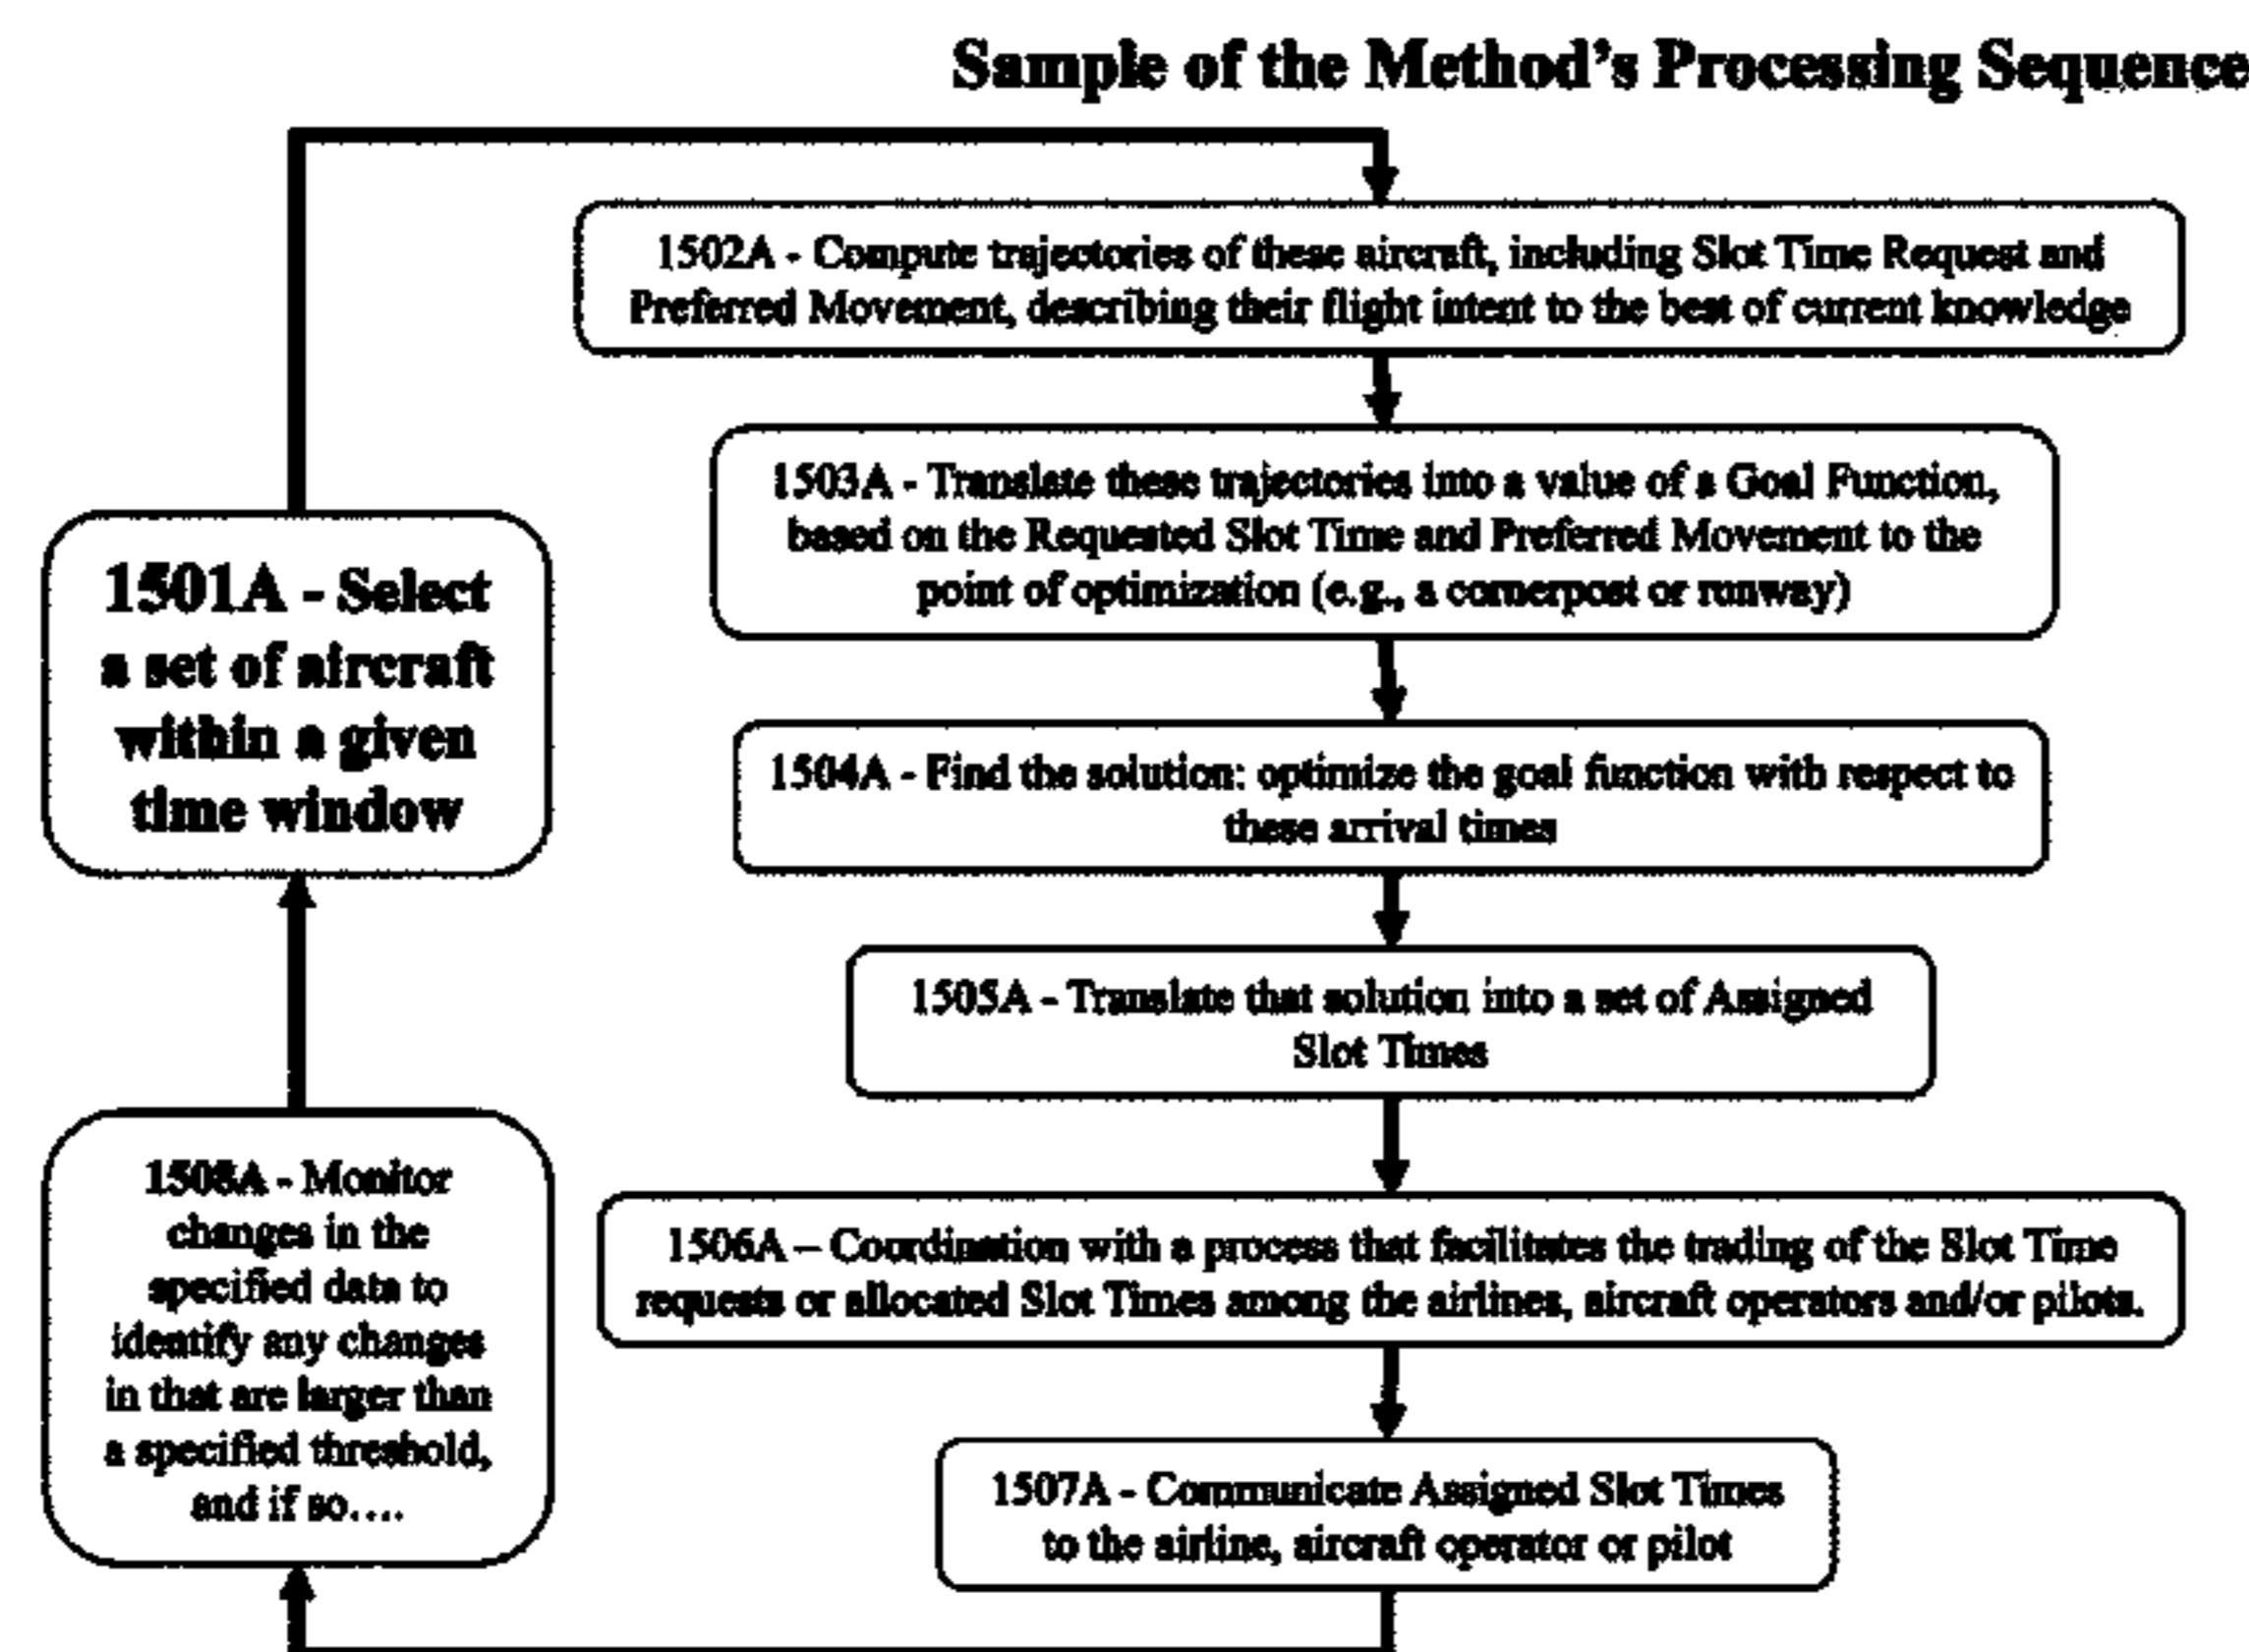 Sample of the Method's Processing Sequence
1502A - Compute trajectories of these aircraft, including Slot Time Request and
Preferred Movement, describing their flight intent to the best of current knowledge
1503A - Translate these trajectories into a value of a Goal Function,
based on the Requested Slot Time and Preferred Movement to the
point of optimization (e.g., a cornerpost or runway)
1501A - Select
a set of aircraft
within a given
time window
1504A - Find the solution: optimize the goal function with respect to
these arrival times
1505A - Translate that solution into a set of Assigned
Slot Times
1506A – Coordination with a process that facilitates the trading of the Slot Time
requests or allocated Slot Times among the airlines, aircraft operators and/or pilots.
1507A - Communicate Assigned Slot Times
to the airline, aircraft operator or pilot
1508A - Monitor
changes in the
specified data to
identify any changes
in that are larger than
a specified threshold,
and if so....